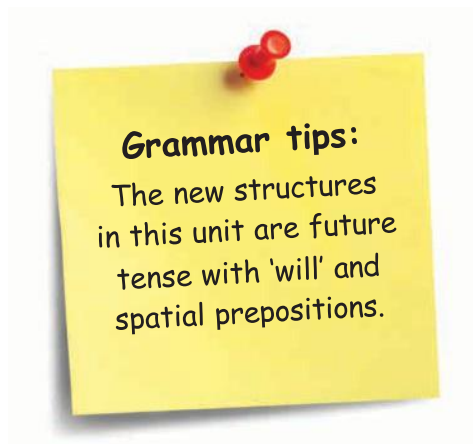 Grammar tips:
The new structures
in this unit are future
tense with ‘will’ and
spatial prepositions.